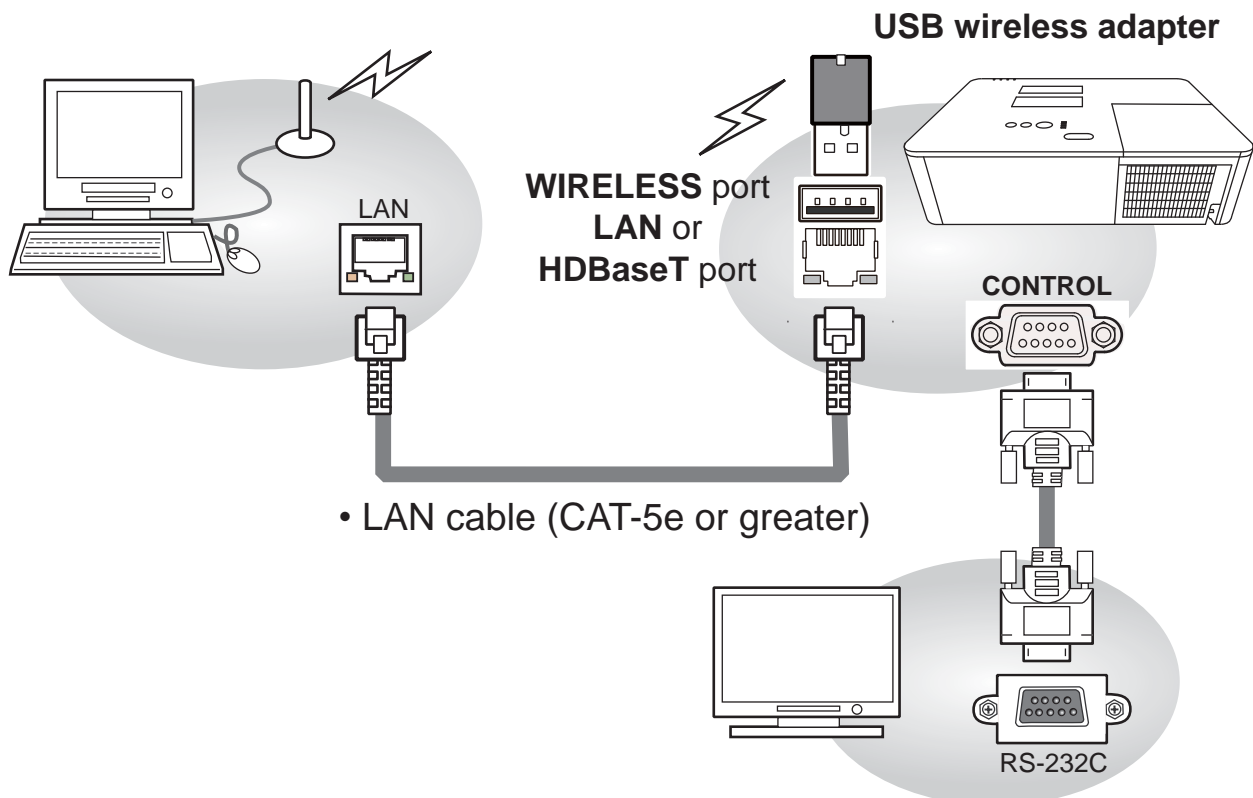 USB wireless adapter
LAN
WIRELESS port
LAN or
HDBaseT port
CONTROL
• LAN cable (CAT-5e or greater)
RS-232C